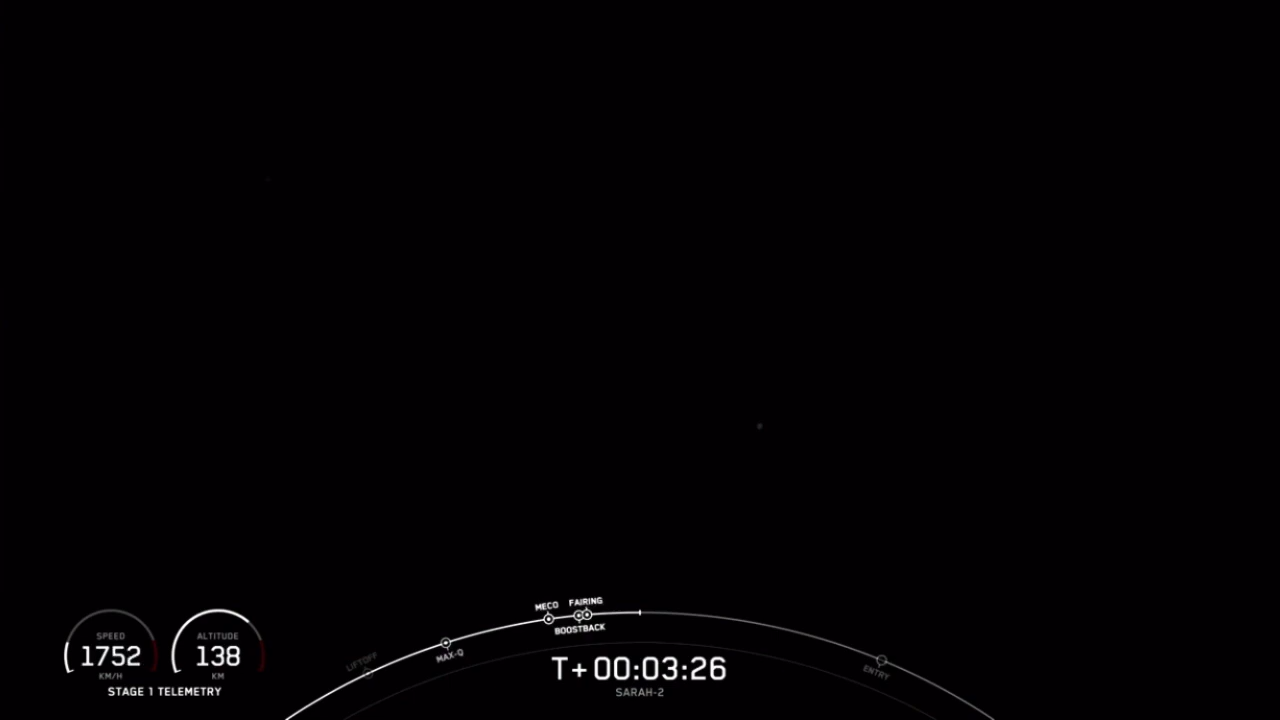 MECO
FAIRING
BOOSTBACK
LIFTOFF
MAX-Q
ENTRY
SPEED
1752
KM/H
ALTITUDE
138
KM
STAGE 1 TELEMETRY
T+00:03:26
SARAH-2